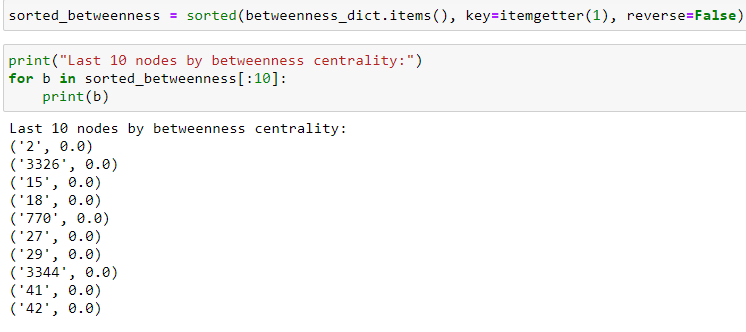 sorted_betweenness = sorted(betweenness_dict.items(), key=itemgetter(1), reverse=False)
print("Last 10 nodes by betweenness centrality:")
for b in sorted_betweenness[:10]:
    print(b)
Last 10 nodes by betweenness centrality:
('2', 0.0)
('3326', 0.0)
('15', 0.0)
('18', 0.0)
('770', 0.0)
('27', 0.0)
('29', 0.0)
('3344', 0.0)
('41', 0.0)
('42', 0.0)